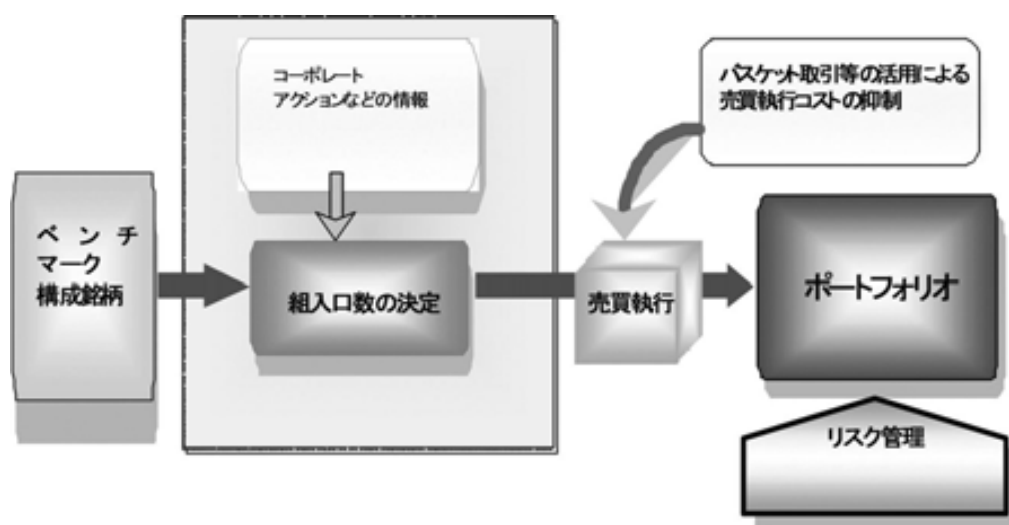 コーポレート
アクションなどの情報
バスケット取引等の活用による
売買執行コストの抑制
ベンチ
マーク
構成銘柄
組入口数の決定
売買執行
ポートフォリオ
リスク管理